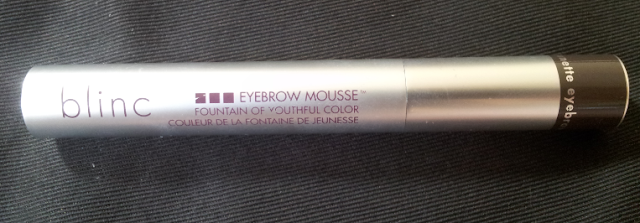 blinc
EYEBROW MOUSSE™
FOUNTAIN OF YOUTHFUL COLOR
COULEUR DE LA FONTAINE DE JEUNESSE